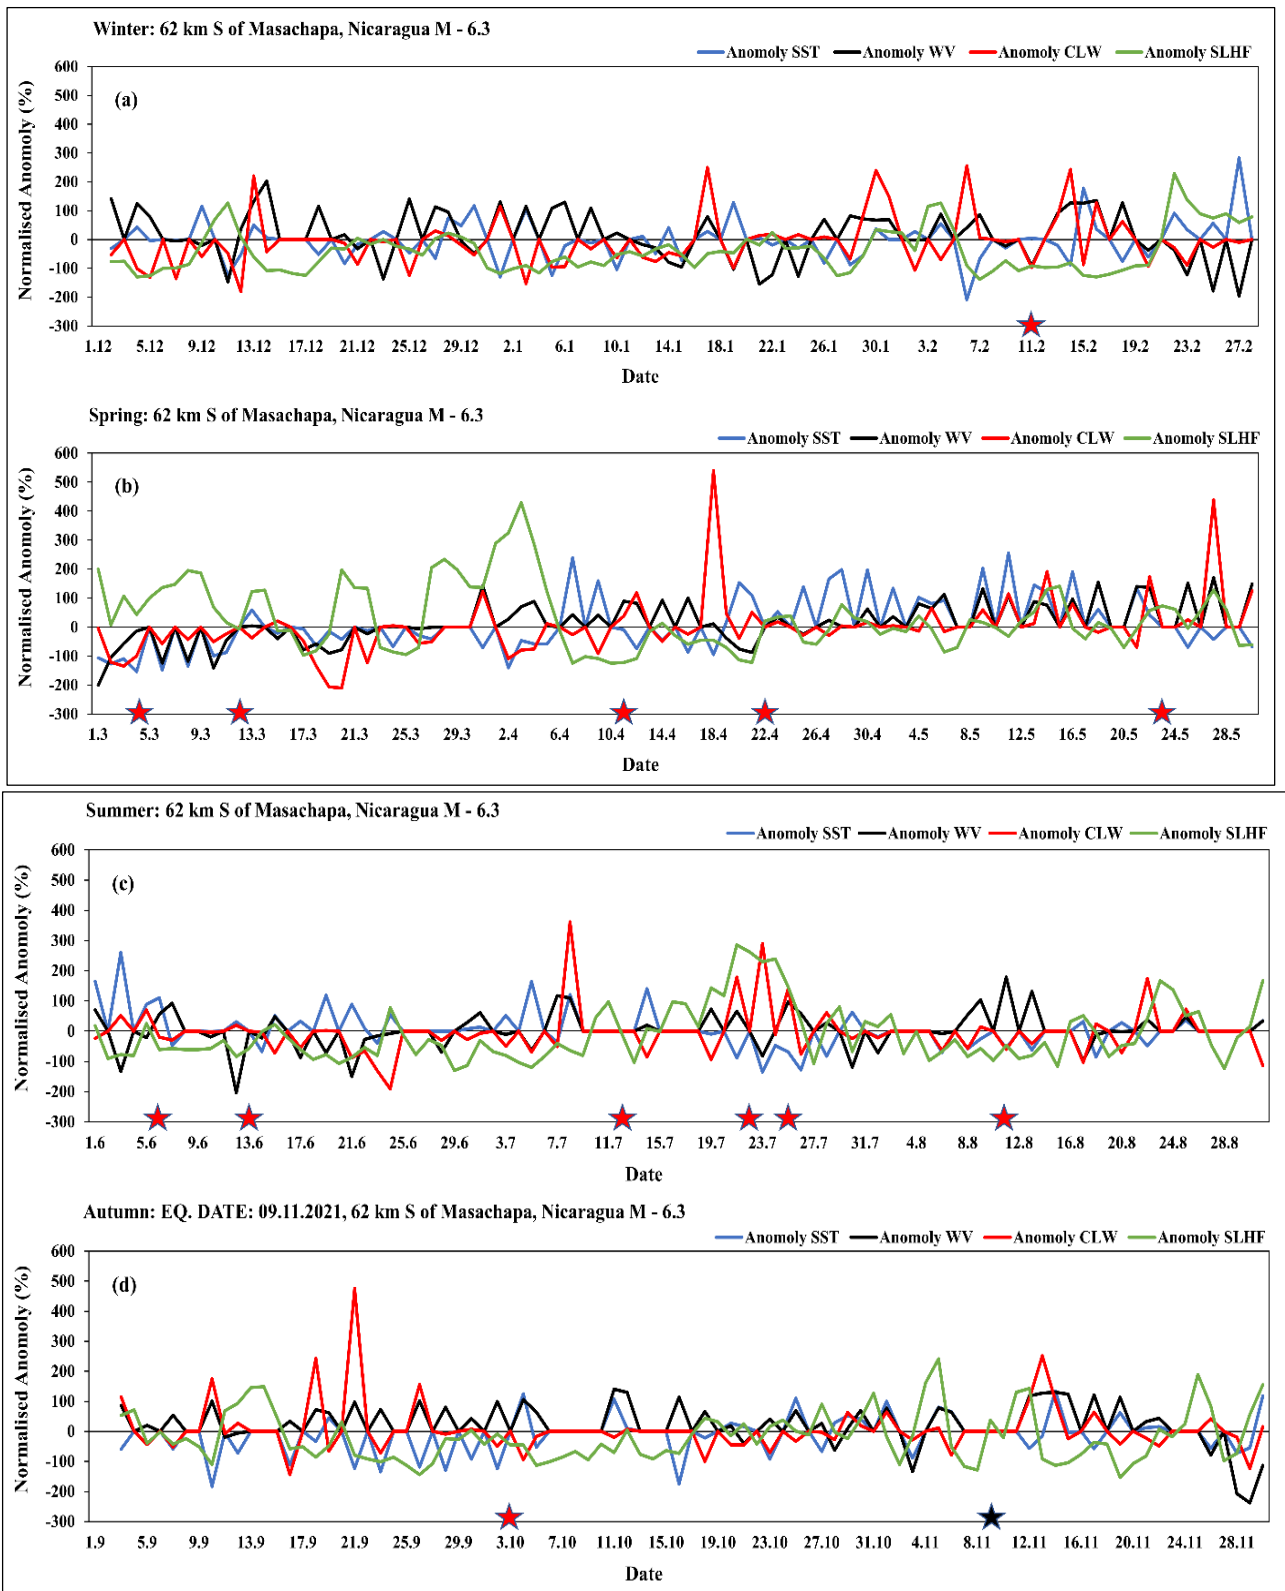 Winter: 62 km S of Masachapa, Nicaragua M - 6.3
Anomoly SST Anomoly WV Anomoly CLW Anomoly SLHF
Normalised Anomoly (%)
(a)
600
500
400
300
200
100
0
-100
-200
-300
1.12 5.12 9.12 13.12 17.12 21.12 25.12 29.12 2.1 6.1 10.1 14.1 18.1 22.1 26.1 30.1 3.2 7.2 11.2 15.2 19.2 23.2 27.2
Date
Spring: 62 km S of Masachapa, Nicaragua M - 6.3
Anomoly SST Anomoly WV Anomoly CLW Anomoly SLHF
Normalised Anomoly (%)
(b)
600
500
400
300
200
100
0
-100
-200
-300
1.3 5.3 9.3 13.3 17.3 21.3 25.3 29.3 2.4 6.4 10.4 14.4 18.4 22.4 26.4 30.4 4.5 8.5 12.5 16.5 20.5 24.5 28.5
Date
Summer: 62 km S of Masachapa, Nicaragua M - 6.3
Anomoly SST Anomoly WV Anomoly CLW Anomoly SLHF
Normalised Anomoly (%)
(c)
600
500
400
300
200
100
0
-100
-200
-300
1.6 5.6 9.6 13.6 17.6 21.6 25.6 29.6 3.7 7.7 11.7 15.7 19.7 23.7 27.7 31.7 4.8 8.8 12.8 16.8 20.8 24.8 28.8
Date
Autumn: EQ. DATE: 09.11.2021, 62 km S of Masachapa, Nicaragua M - 6.3
Anomoly SST Anomoly WV Anomoly CLW Anomoly SLHF
Normalised Anomoly (%)
(d)
600
500
400
300
200
100
0
-100
-200
-300
1.9 5.9 9.9 13.9 17.9 21.9 25.9 29.9 3.10 7.10 11.10 15.10 19.10 23.10 27.10 31.10 4.11 8.11 12.11 16.11 20.11 24.11 28.11
Date